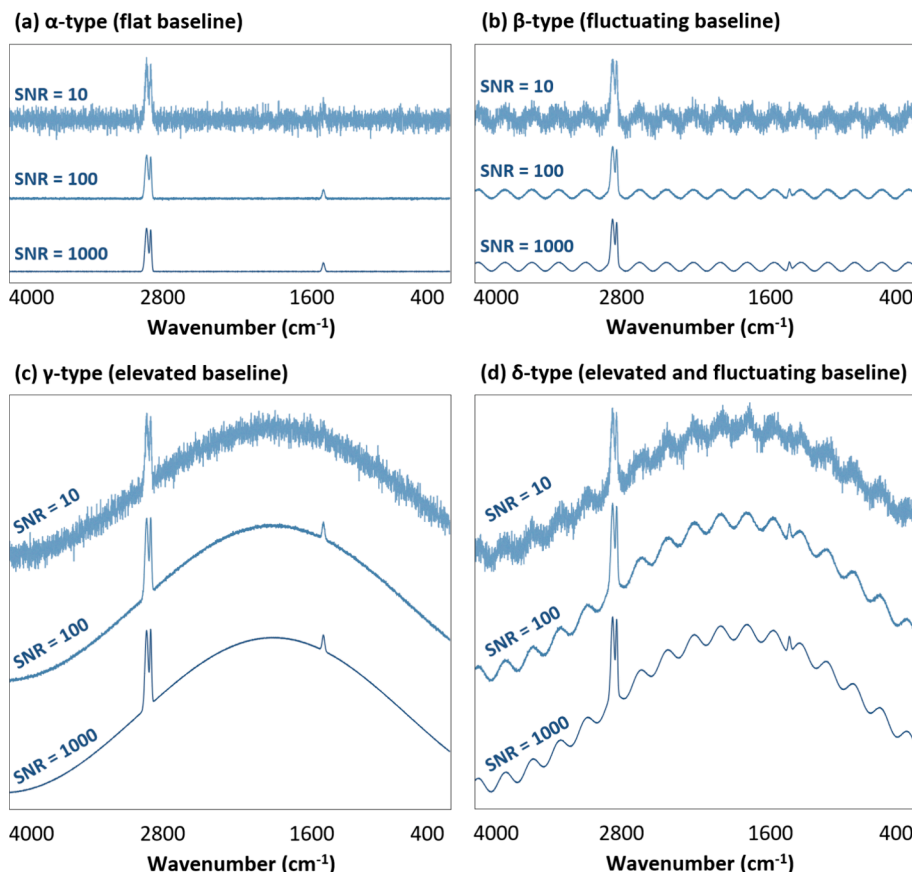 (a) α-type (flat baseline)
SNR = 10
SNR = 100
SNR = 1000
4000 2800 1600 400
Wavenumber (cm⁻¹)
(b) β-type (fluctuating baseline)
SNR = 10
SNR = 100
SNR = 1000
4000 2800 1600 400
Wavenumber (cm⁻¹)
(c) γ-type (elevated baseline)
SNR = 10
SNR = 100
SNR = 1000
4000 2800 1600 400
Wavenumber (cm⁻¹)
(d) δ-type (elevated and fluctuating baseline)
SNR = 10
SNR = 100
SNR = 1000
4000 2800 1600 400
Wavenumber (cm⁻¹)